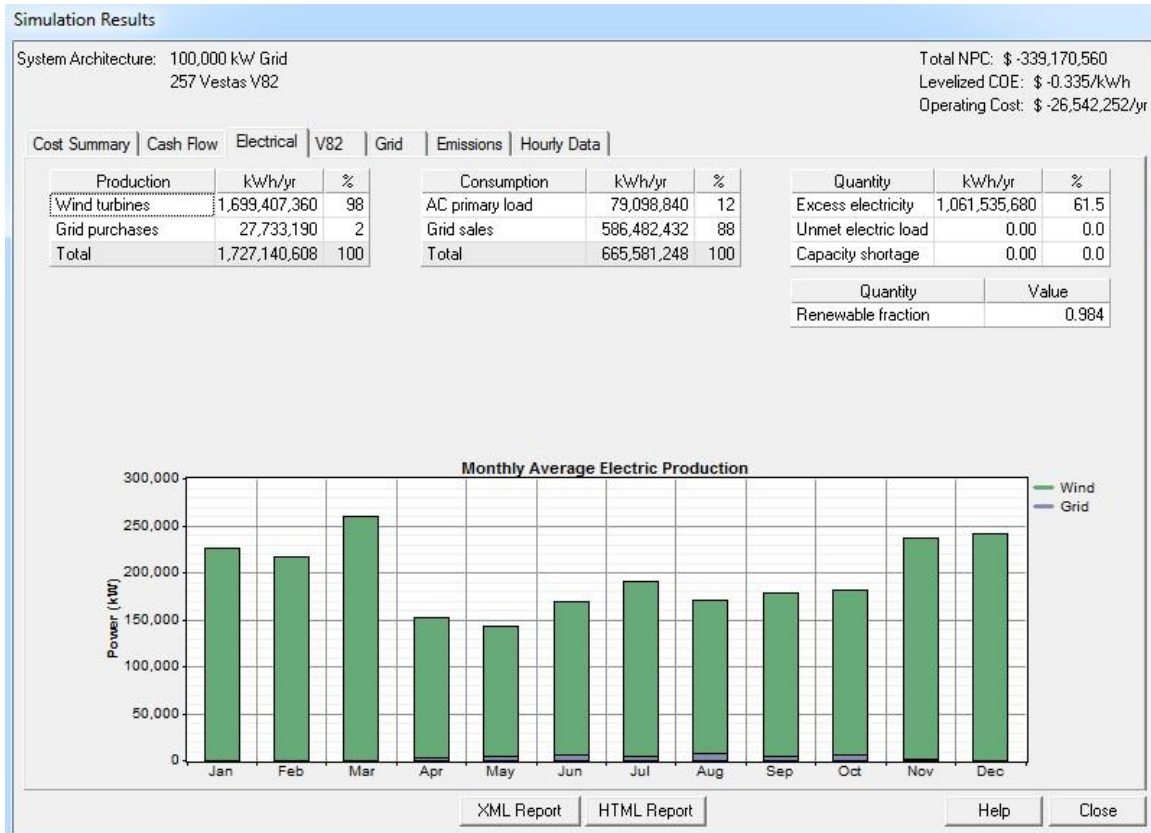 Simulation Results
System Architecture: 100,000 kW Grid
257 Vestas V82
Total NPC: $ -339,170,560
Levelized COE: $ -0.335/kWh
Operating Cost: $ -26,542,252/yr
Cost Summary Cash Flow Electrical V82 Grid Emissions Hourly Data
Production kWh/yr %
Wind turbines 1,699,407,360 98
Grid purchases 27,733,190 2
Total 1,727,140,608 100
Consumption kWh/yr %
AC primary load 79,098,840 12
Grid sales 586,482,432 88
Total 665,581,248 100
Quantity kWh/yr %
Excess electricity 1,061,535,680 61.5
Unmet electric load 0.00 0.0
Capacity shortage 0.00 0.0
Quantity Value
Renewable fraction 0.984
Monthly Average Electric Production
300,000
250,000
200,000
150,000
100,000
50,000
0
Power (kW)
Jan Feb Mar Apr May Jun Jul Aug Sep Oct Nov Dec
Wind
Grid
XML Report HTML Report Help Close